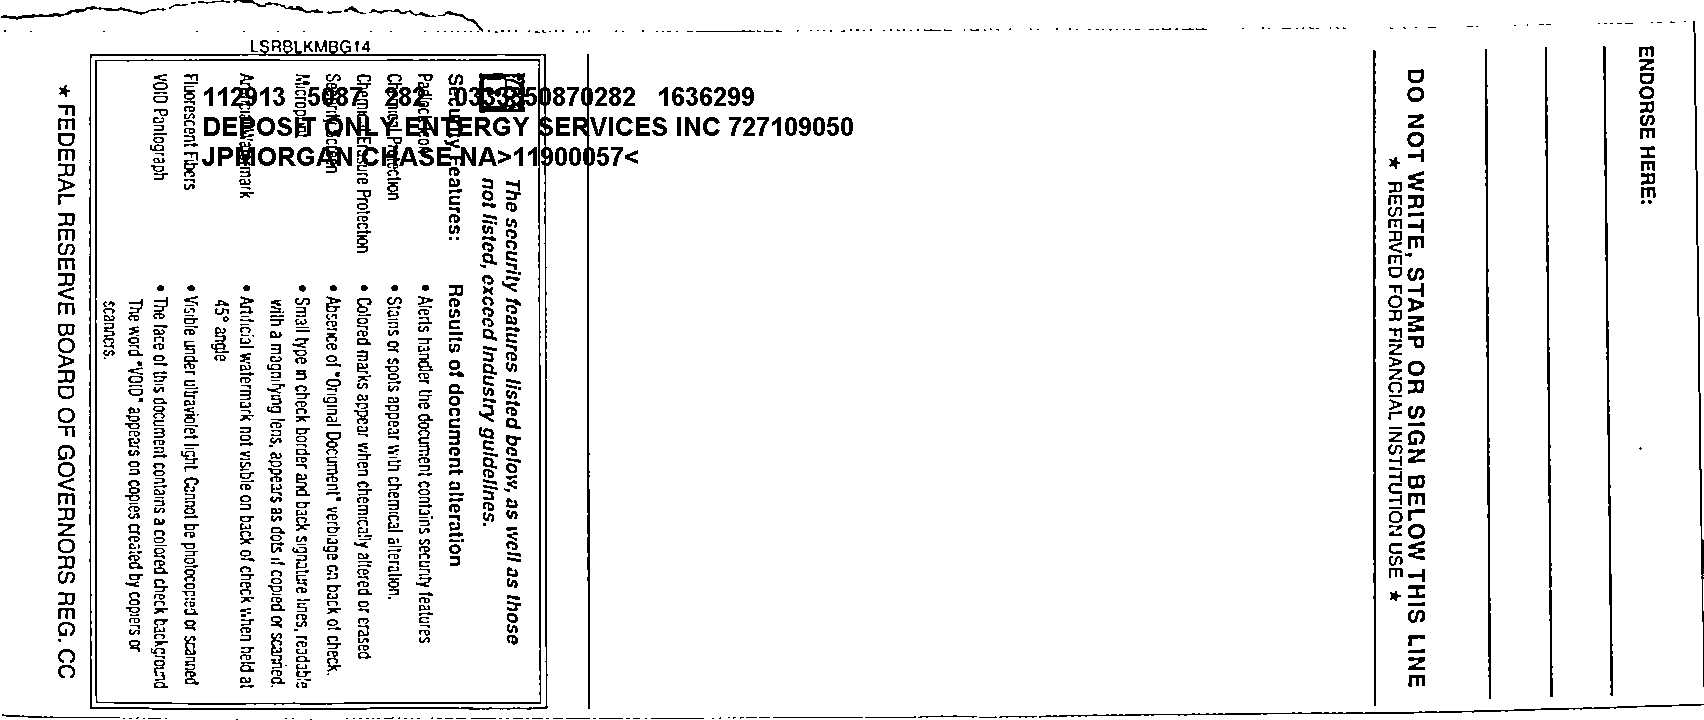 ENDORSE HERE:
DO NOT WRITE, STAMP OR SIGN BELOW THIS LINE
★ RESERVED FOR FINANCIAL INSTITUTION USE ★
LSRBLKMBG14
112913 5087 282 0333850870282 1636299
DEPOSIT ONLY ENTERGY SERVICES INC 727109050
JPMORGAN CHASE NA>11900057<
The security features listed below, as well as those
not listed, exceed industry guidelines.
Security Features: Results of document alteration
• Alerts handler the document contains security features
Chemical Protection • Stains or spots appear with chemical alteration.
Chemical Erasure Protection • Colored marks appear when chemically altered or erased
• Absence of "Original Document" verbiage on back of check.
Microprint • Small type in check border and back signature lines, readable
with a magnifying lens, appears as dots if copied or scanned.
Artificial Watermark • Artificial watermark not visible on back of check when held at
45° angle
Fluorescent Fibers • Visible under ultraviolet light. Cannot be photocopied or scanned
VOID Pantograph • The face of this document contains a colored check background
The word "VOID" appears on copies created by copiers or
scanners.
★ FEDERAL RESERVE BOARD OF GOVERNORS REG. CC